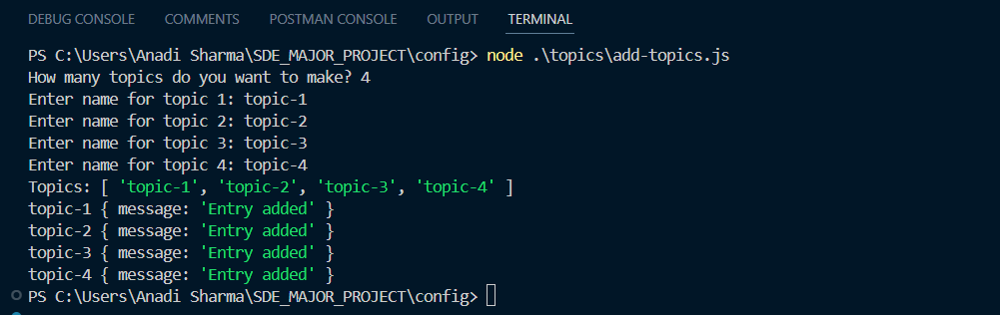 DEBUG CONSOLE COMMENTS POSTMAN CONSOLE OUTPUT TERMINAL
PS C:\Users\Anadi Sharma\SDE_MAJOR_PROJECT\config> node .\topics\add-topics.js
How many topics do you want to make? 4
Enter name for topic 1: topic-1
Enter name for topic 2: topic-2
Enter name for topic 3: topic-3
Enter name for topic 4: topic-4
Topics: [ 'topic-1', 'topic-2', 'topic-3', 'topic-4' ]
topic-1 { message: 'Entry added' }
topic-2 { message: 'Entry added' }
topic-3 { message: 'Entry added' }
topic-4 { message: 'Entry added' }
PS C:\Users\Anadi Sharma\SDE_MAJOR_PROJECT\config>